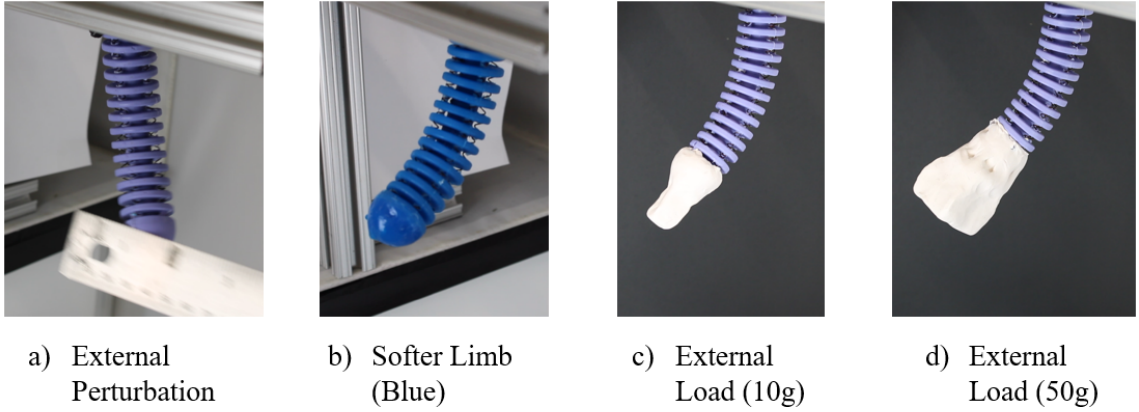 a) External
Perturbation
b) Softer Limb
(Blue)
c) External
Load (10g)
d) External
Load (50g)